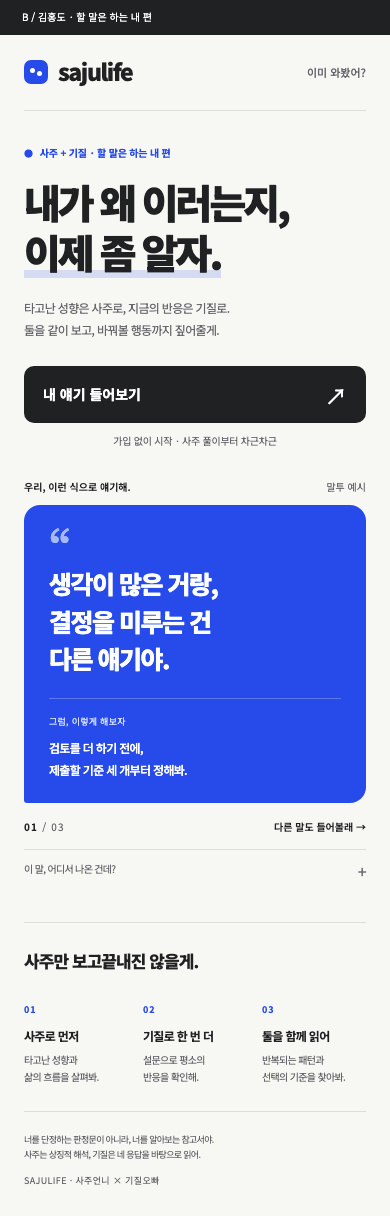 B / 김홍도 · 할 말은 하는 내 편
sajulife
이미 와봤어?
사주 + 기질 · 할 말은 하는 내 편
내가 왜 이러는지,
이제 좀 알자.
타고난 성향은 사주로, 지금의 반응은 기질로.
둘을 같이 보고, 바꿔볼 행동까지 짚어줄게.
내 얘기 들어보기 ↗
가입 없이 시작 · 사주 풀이부터 차근차근
우리, 이런 식으로 얘기해.
말투 예시
“
생각이 많은 거랑,
결정을 미루는 건
다른 얘기야.
그럼, 이렇게 해보자
검토를 더 하기 전에,
제출할 기준 세 개부터 정해봐.
01 / 03
다른 말도 들어볼래 →
이 말, 어디서 나온 건데? +
사주만 보고끝내진 않을게.
01
사주로 먼저
타고난 성향과
삶의 흐름을 살펴봐.
02
기질로 한 번 더
설문으로 평소의
반응을 확인해.
03
둘을 함께 읽어
반복되는 패턴과
선택의 기준을 찾아봐.
너를 단정하는 판정문이 아니라, 너를 알아보는 참고서야.
사주는 상징적 해석, 기질은 네 응답을 바탕으로 읽어.
SAJULIFE · 사주언니 × 기질오빠